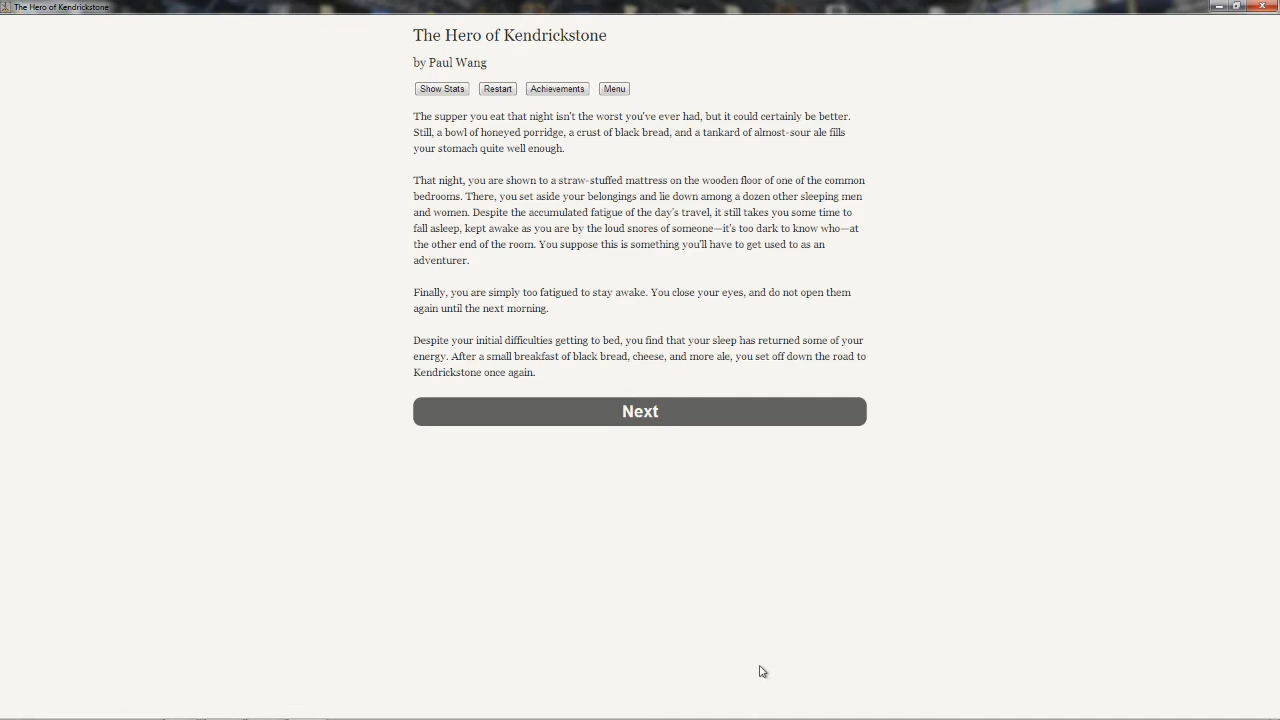 The Hero of Kendrickstone
The Hero of Kendrickstone
by Paul Wang
Show Stats Restart Achievements Menu
The supper you eat that night isn't the worst you've ever had, but it could certainly be better.
Still, a bowl of honeyed porridge, a crust of black bread, and a tankard of almost-sour ale fills
your stomach quite well enough.
That night, you are shown to a straw-stuffed mattress on the wooden floor of one of the common
bedrooms. There, you set aside your belongings and lie down among a dozen other sleeping men
and women. Despite the accumulated fatigue of the day's travel, it still takes you some time to
fall asleep, kept awake as you are by the loud snores of someone—it's too dark to know who—at
the other end of the room. You suppose this is something you'll have to get used to as an
adventurer.
Finally, you are simply too fatigued to stay awake. You close your eyes, and do not open them
again until the next morning.
Despite your initial difficulties getting to bed, you find that your sleep has returned some of your
energy. After a small breakfast of black bread, cheese, and more ale, you set off down the road to
Kendrickstone once again.
Next